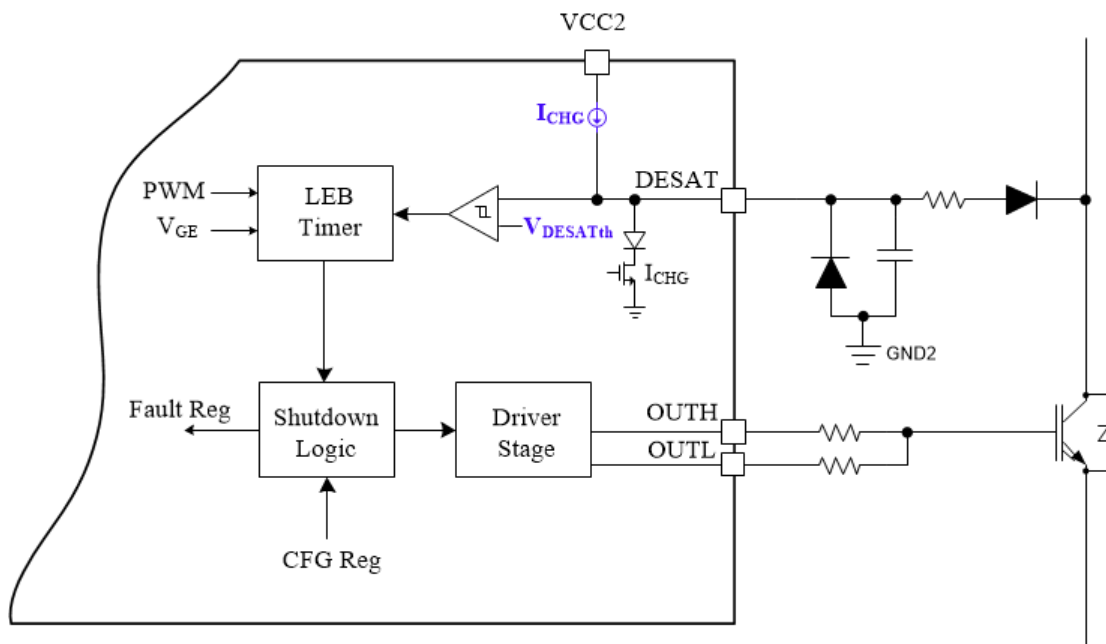 VCC2
ICHG
DESAT
PWM
VGE
LEB
Timer
VDESATth
ICHG
GND2
Fault Reg
Shutdown
Logic
Driver
Stage
OUTH
OUTL
Z
CFG Reg